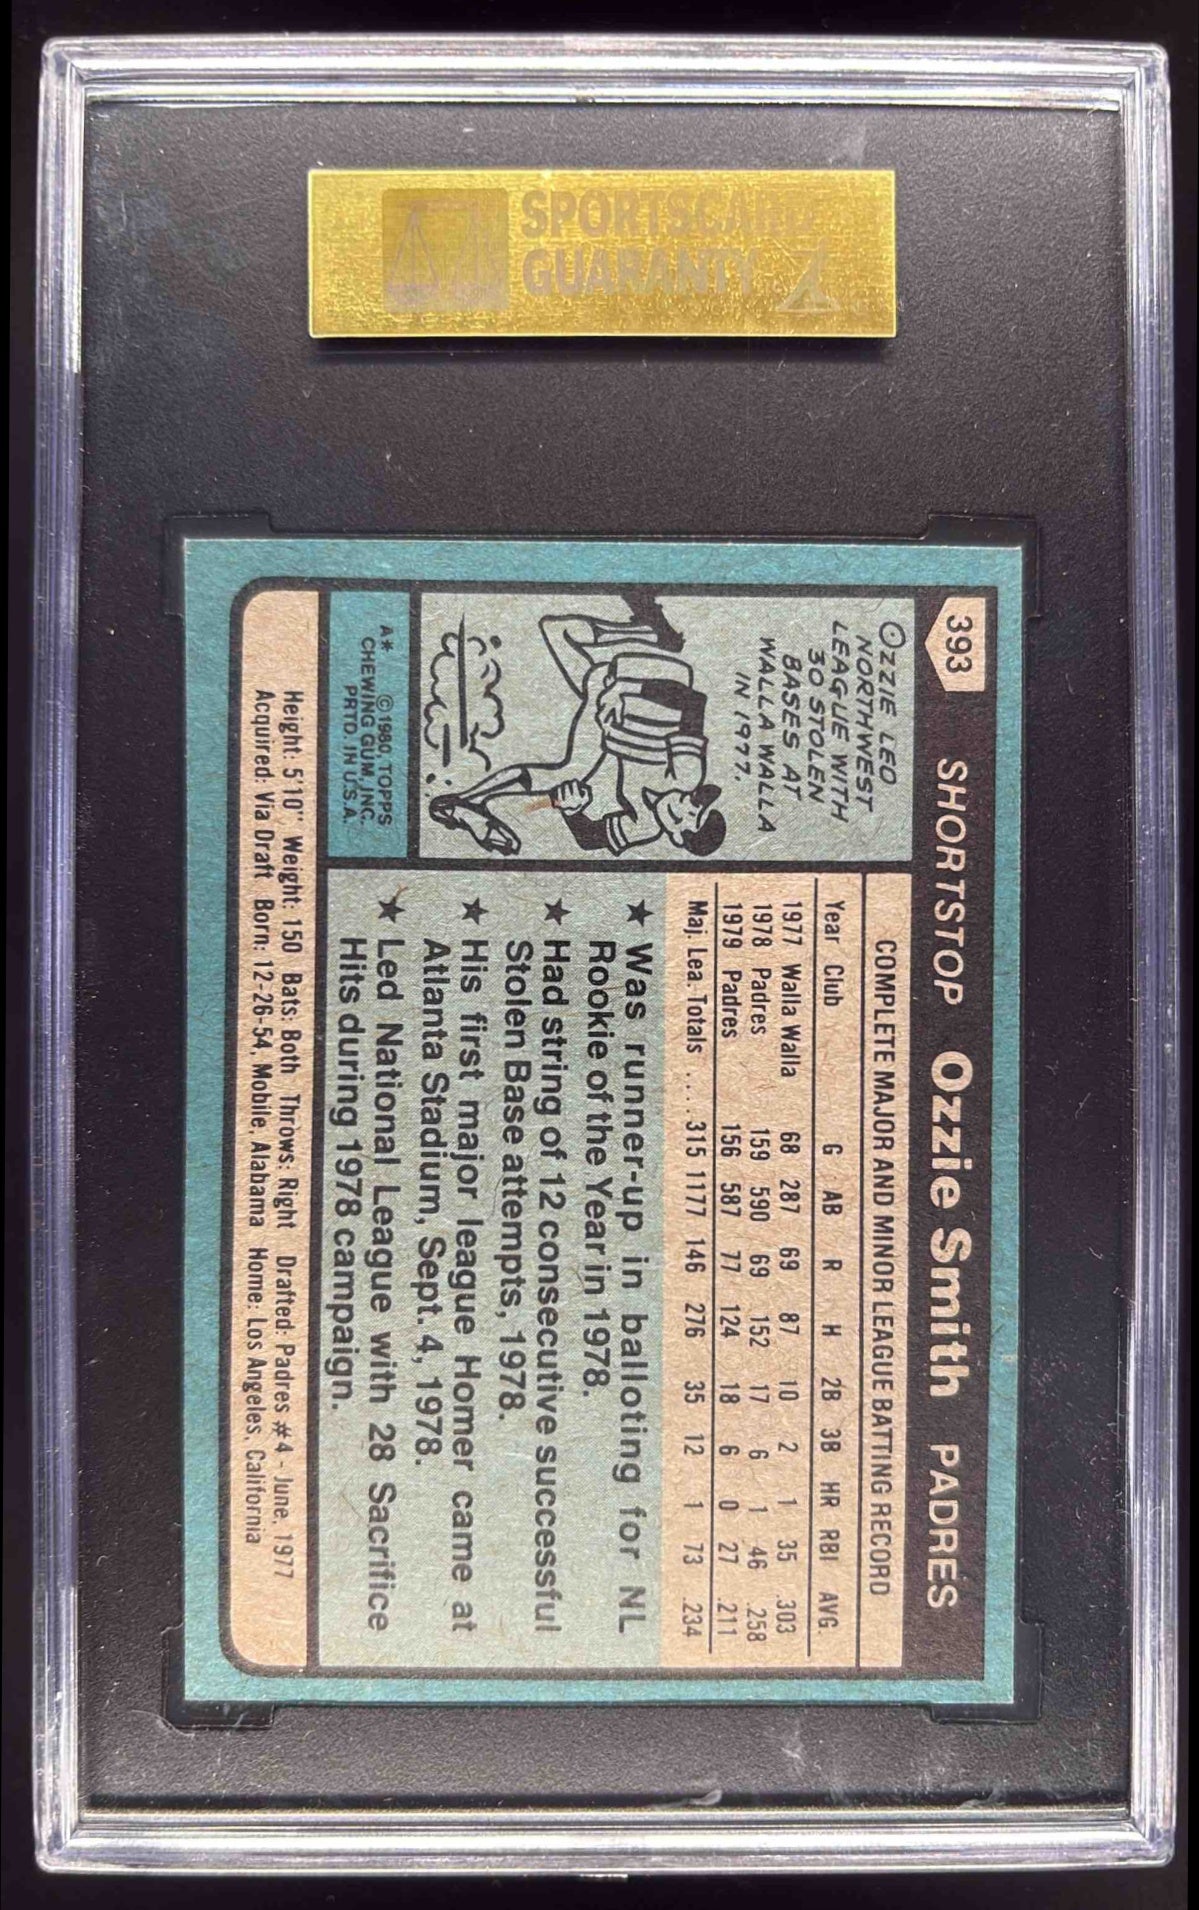 SPORTSCARD
GUARANTY
393 SHORTSTOP Ozzie Smith PADRES
OZZIE LED
NORTHWEST
LEAGUE WITH
30 STOLEN
BASES AT
WALLA WALLA
IN 1977.
A* © 1980, TOPPS
CHEWING GUM, INC.
PRTD. IN U.S.A.
COMPLETE MAJOR AND MINOR LEAGUE BATTING RECORD
Year Club G AB R H 2B 3B HR RBI AVG.
1977 Walla Walla 68 287 69 87 10 2 1 35 .303
1978 Padres 159 590 69 152 17 6 1 46 .258
1979 Padres 156 587 77 124 18 6 0 27 .211
Maj. Lea. Totals .... 315 1177 146 276 35 12 1 73 .234
★ Was runner-up in balloting for NL
Rookie of the Year in 1978.
★ Had string of 12 consecutive successful
Stolen Base attempts, 1978.
★ His first major league Homer came at
Atlanta Stadium, Sept. 4, 1978.
★ Led National League with 28 Sacrifice
Hits during 1978 campaign.
Height: 5'10" Weight: 150 Bats: Both Throws: Right Drafted: Padres #4 - June, 1977
Acquired: Via Draft Born: 12-26-54, Mobile, Alabama Home: Los Angeles, California